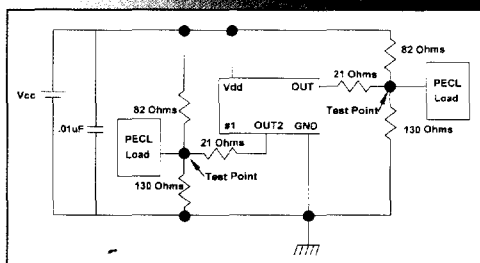 82 Ohms
21 Ohms
PECL
Load
Vdd
OUT
Test Point
Vcc
82 Ohms
.01uF
#1
OUT2
GND
130 Ohms
PECL
Load
21 Ohms
Test Point
130 Ohms